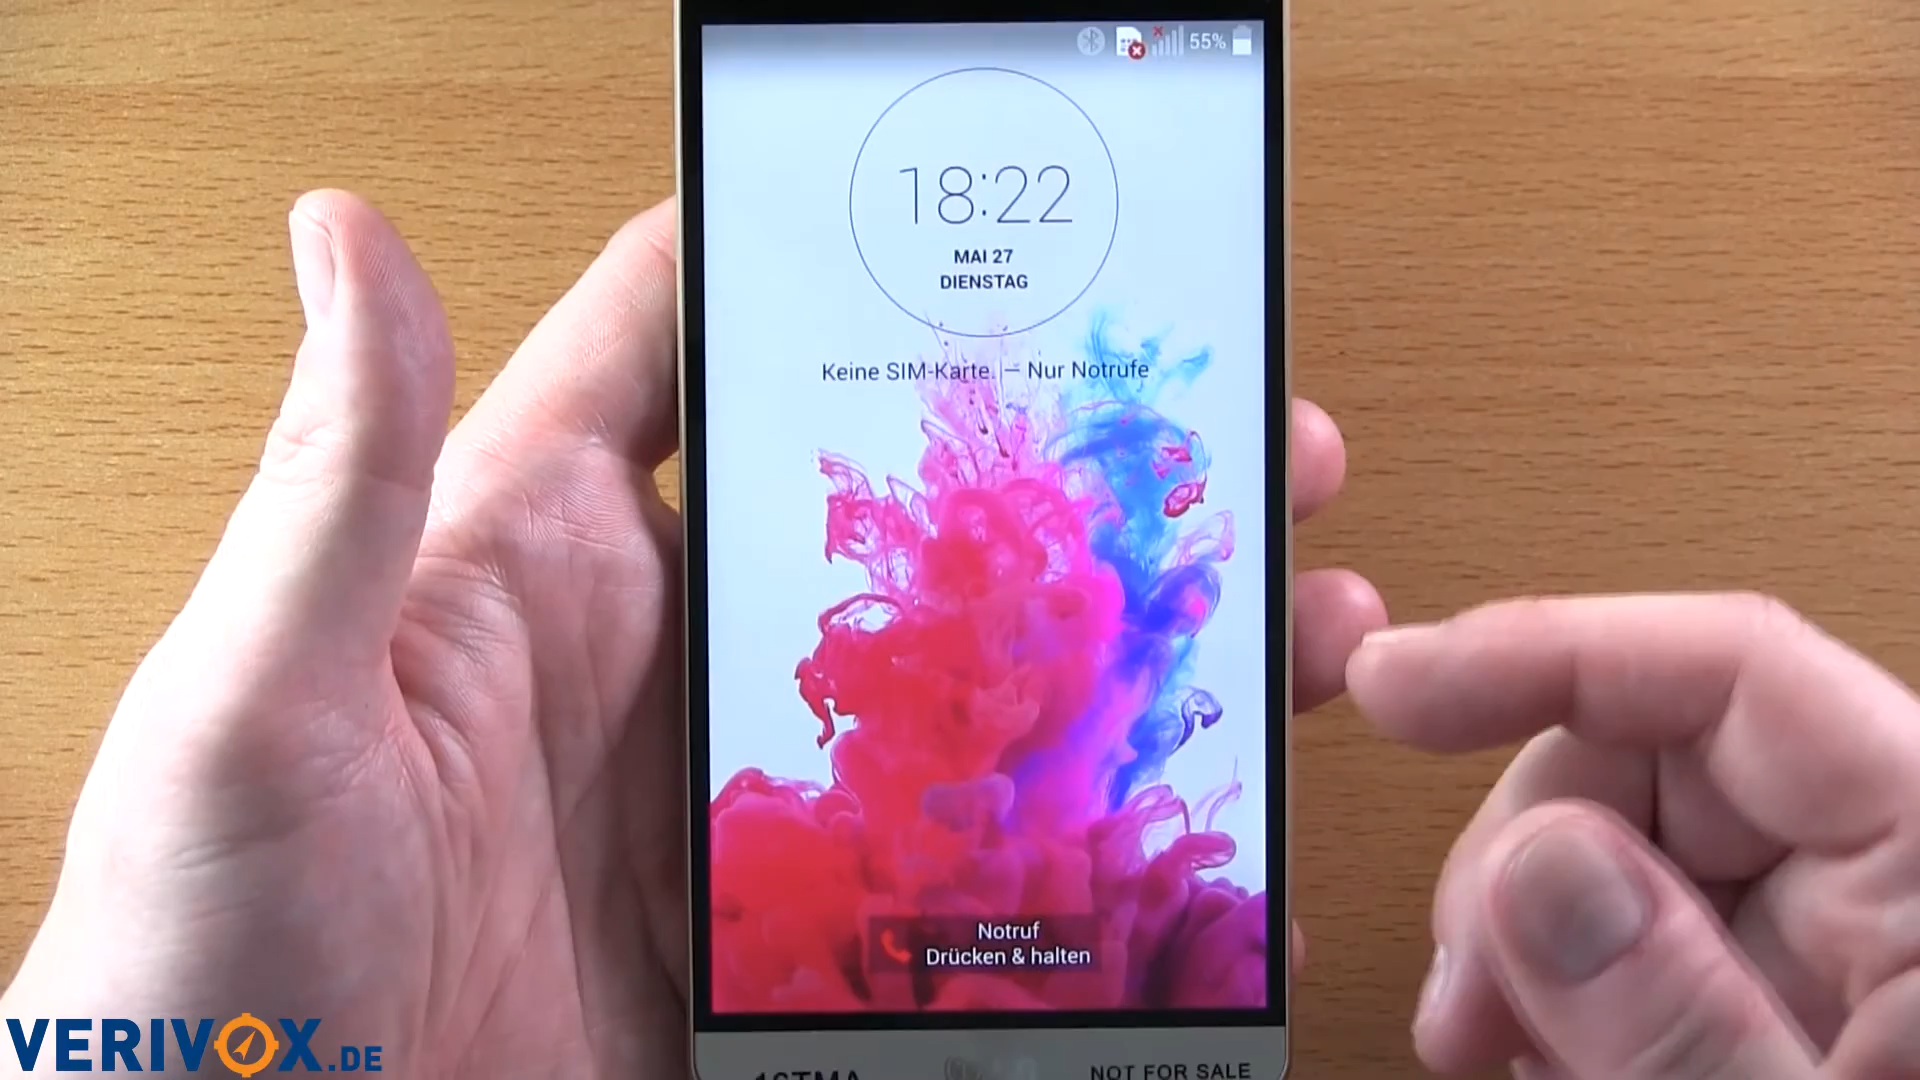 55%
18:22
MAI 27
DIENSTAG
Keine SIM-Karte. – Nur Notrufe
Notruf
Drücken & halten
VERIVOX.DE
NOT FOR SALE